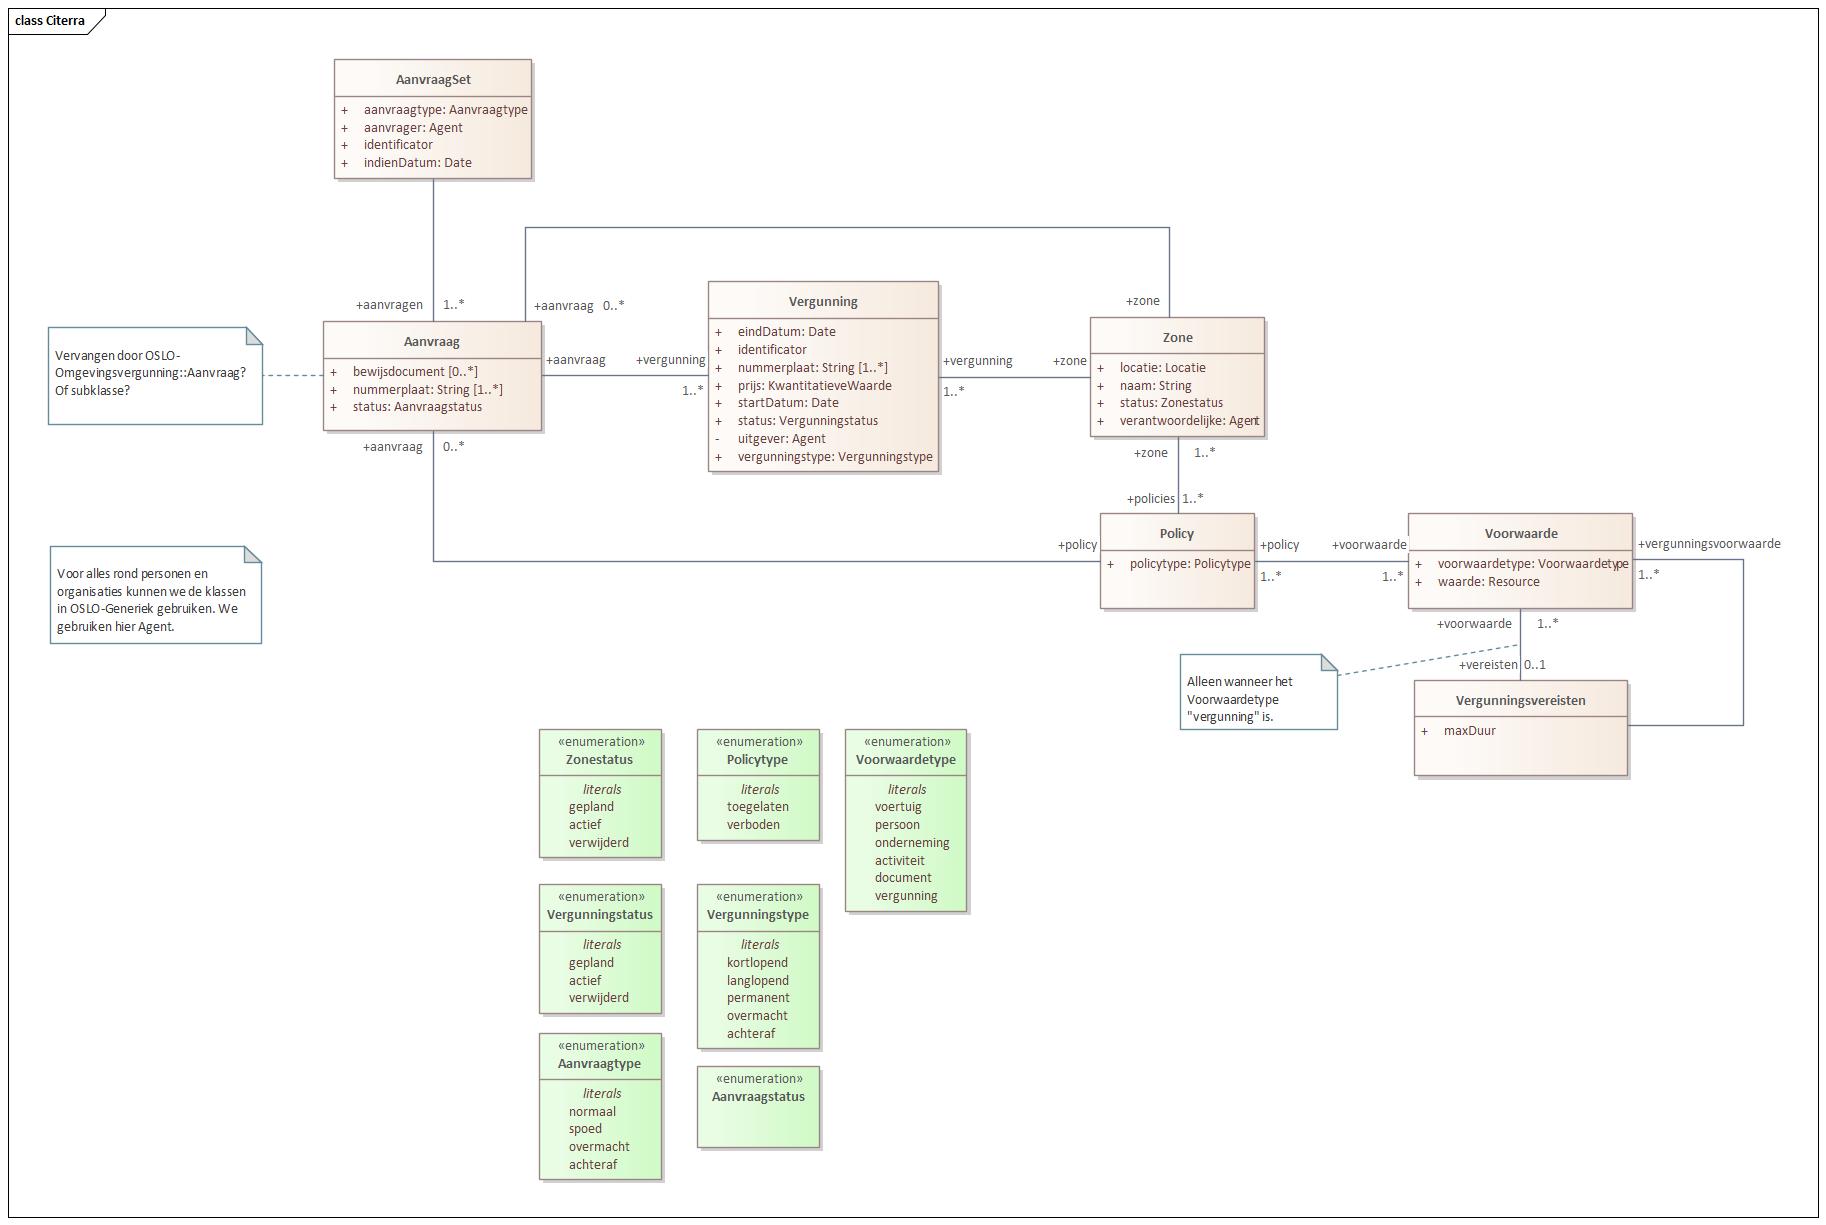 class Citerra
AanvraagSet
+ aanvraagtype: Aanvraagtype
+ aanvrager: Agent
+ identificator
+ indienDatum: Date
+aanvragen 1..*
+aanvraag 0..*
+zone
Vervangen door OSLO-
Omgevingsvergunning::Aanvraag?
Of subklasse?
Aanvraag
+ bewijsdocument [0..*]
+ nummerplaat: String [1..*]
+ status: Aanvraagstatus
+aanvraag
+vergunning
1..*
Vergunning
+ eindDatum: Date
+ identificator
+ nummerplaat: String [1..*]
+ prijs: KwantitatieveWaarde
+ startDatum: Date
+ status: Vergunningstatus
- uitgever: Agent
+ vergunningstype: Vergunningstype
+vergunning
1..*
+zone
Zone
+ locatie: Locatie
+ naam: String
+ status: Zonestatus
+ verantwoordelijke: Agent
+aanvraag 0..*
+zone 1..*
+policies 1..*
+policy
Policy
+ policytype: Policytype
+policy
1..*
+voorwaarde
1..*
Voorwaarde
+ voorwaardetype: Voorwaardetype
+ waarde: Resource
+vergunningsvoorwaarde
1..*
Voor alles rond personen en
organisaties kunnen we de klassen
in OSLO-Generiek gebruiken. We
gebruiken hier Agent.
+voorwaarde 1..*
+vereisten 0..1
Alleen wanneer het
Voorwaardetype
"vergunning" is.
Vergunningsvereisten
+ maxDuur
«enumeration»
Zonestatus
literals
gepland
actief
verwijderd
«enumeration»
Policytype
literals
toegelaten
verboden
«enumeration»
Voorwaardetype
literals
voertuig
persoon
onderneming
activiteit
document
vergunning
«enumeration»
Vergunningstatus
literals
gepland
actief
verwijderd
«enumeration»
Vergunningstype
literals
kortlopend
langlopend
permanent
overmacht
achteraf
«enumeration»
Aanvraagtype
literals
normaal
spoed
overmacht
achteraf
«enumeration»
Aanvraagstatus